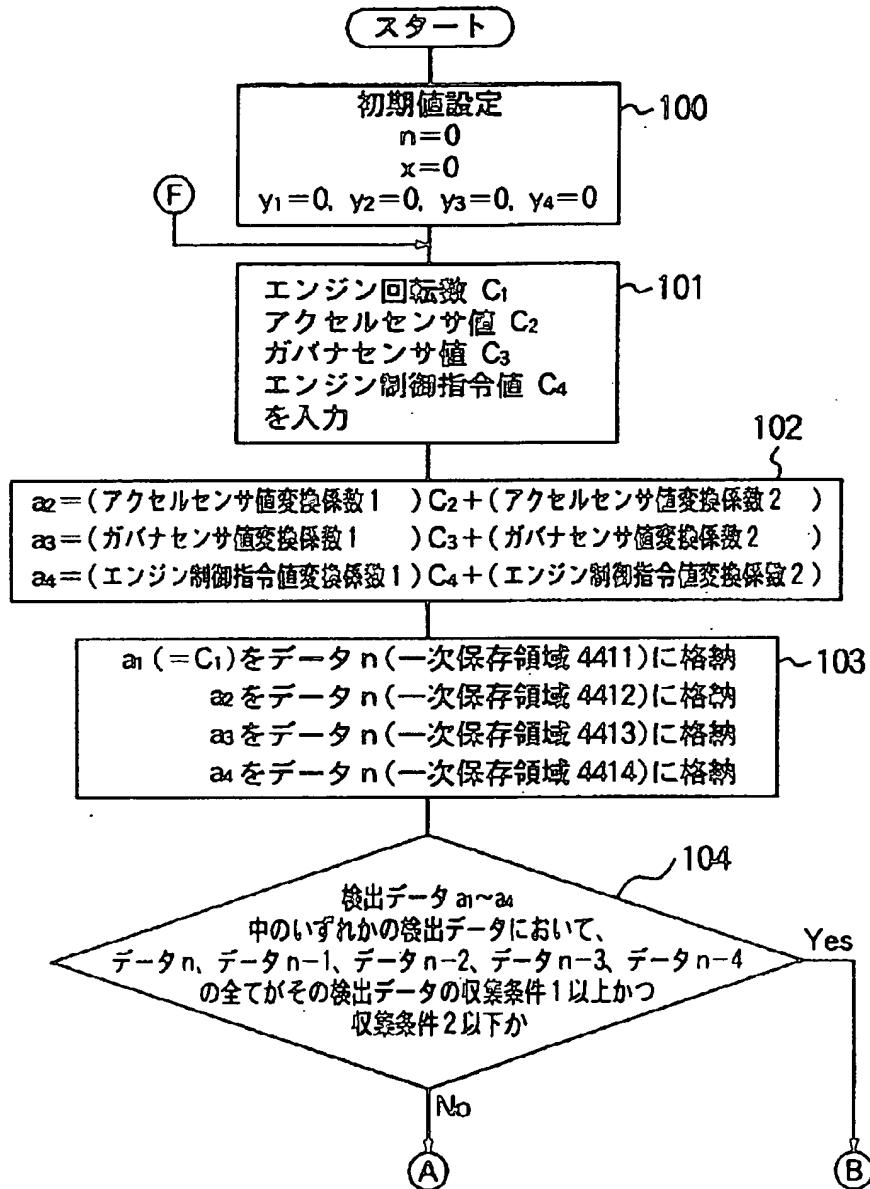 スタート
初期値設定
n=0
x=0
y₁=0, y₂=0, y₃=0, y₄=0
100
F
エンジン回転数 C₁
アクセルセンサ値 C₂
ガバナセンサ値 C₃
エンジン制御指令値 C₄
を入力
101
102
a₂=(アクセルセンサ値変換係数1 )C₂+(アクセルセンサ値変換係数2 )
a₃=(ガバナセンサ値変換係数1 )C₃+(ガバナセンサ値変換係数2 )
a₄=(エンジン制御指令値変換係数1)C₄+(エンジン制御指令値変換係数2)
a₁(=C₁)をデータn(一次保存領域4411)に格納
a₂をデータn(一次保存領域4412)に格納
a₃をデータn(一次保存領域4413)に格納
a₄をデータn(一次保存領域4414)に格納
103
104
検出データa₁~a₄
中のいずれかの検出データにおいて、
データn、データn-1、データn-2、データn-3、データn-4
の全てがその検出データの収集条件1以上かつ
収集条件2以下か
Yes
No
A
B